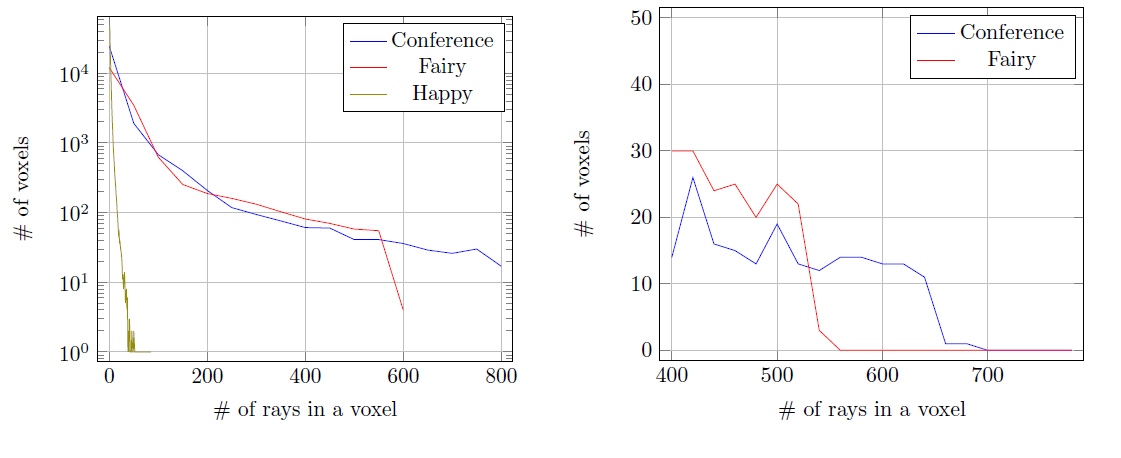 Conference
Fairy
Happy
10^4
10^3
10^2
10^1
10^0
# of voxels
0 200 400 600 800
# of rays in a voxel
Conference
Fairy
50
40
30
20
10
0
# of voxels
400 500 600 700
# of rays in a voxel